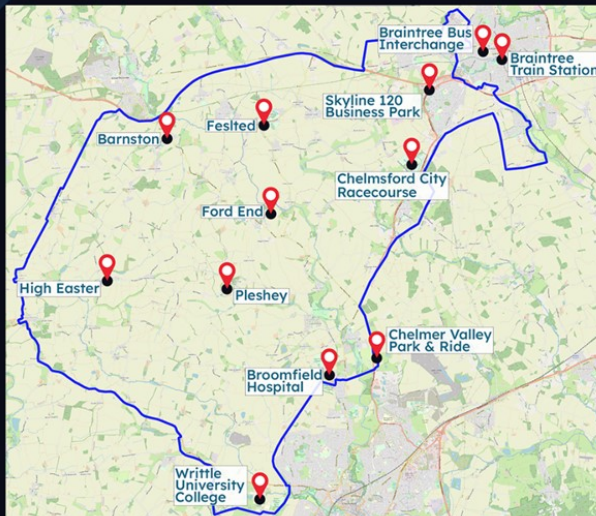 Braintree Bus
Interchange
Braintree
Train Station
Skyline 120
Business Park
Barnston
Feslted
Chelmsford City
Racecourse
Ford End
High Easter
Pleshey
Chelmer Valley
Park & Ride
Broomfield
Hospital
Writtle
University
College